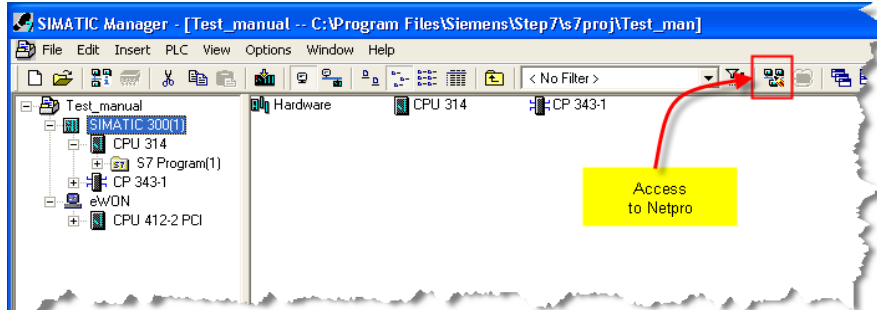 SIMATIC Manager - [Test_manual -- C:\Program Files\Siemens\Step7\s7proj\Test_man]
File Edit Insert PLC View Options Window Help
< No Filter >
Test_manual
SIMATIC 300(1)
CPU 314
S7 Program(1)
CP 343-1
eWON
CPU 412-2 PCI
Hardware CPU 314 CP 343-1
Access
to Netpro